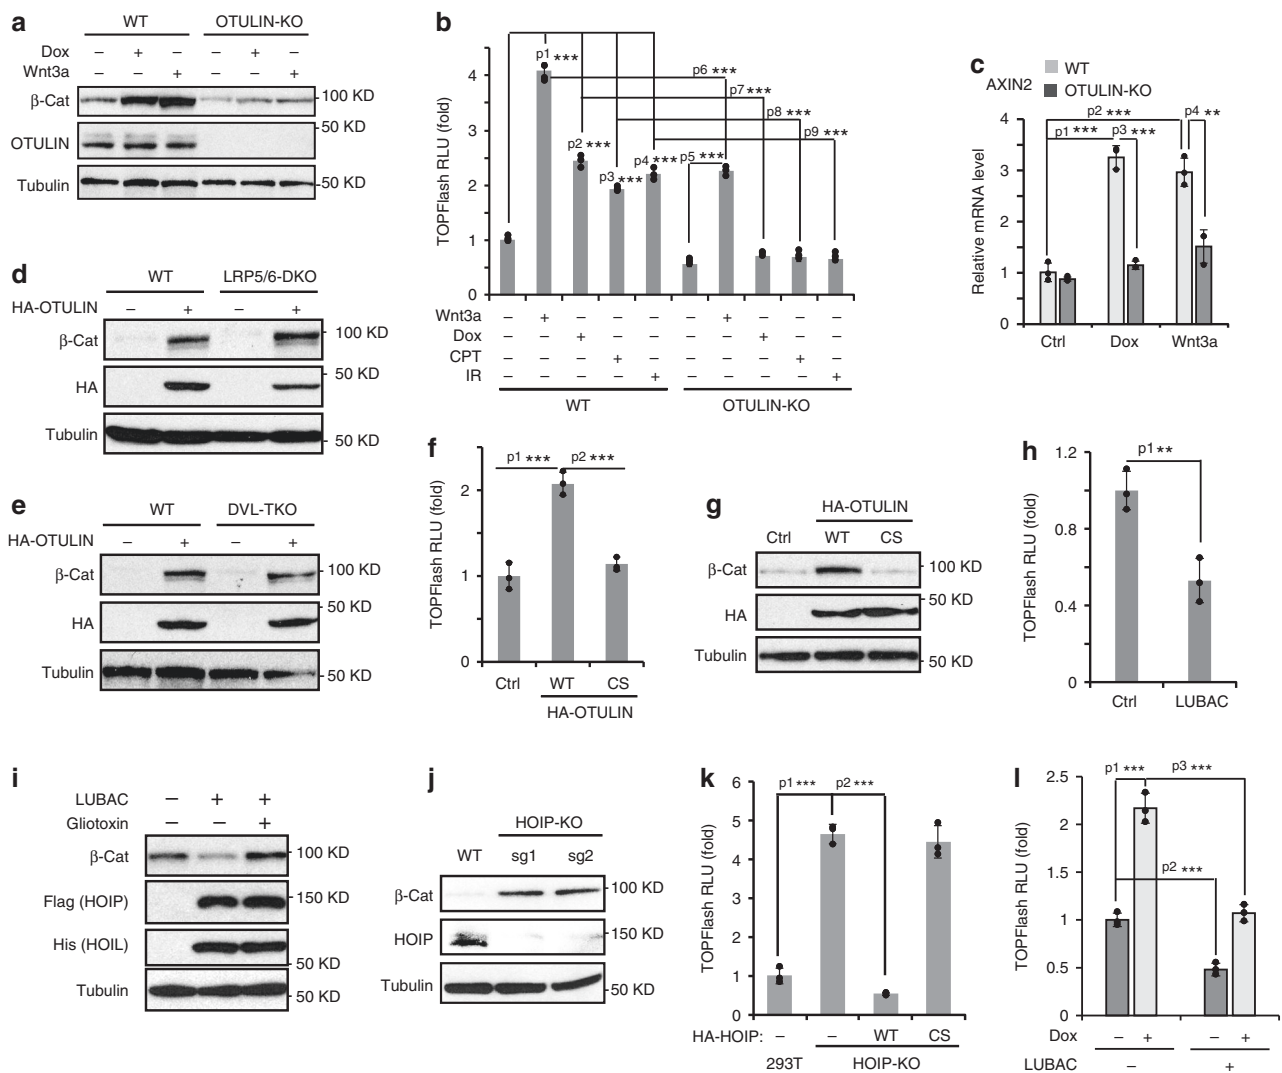 a
WT OTULIN-KO
Dox – + – – + –
Wnt3a – – + – – +
β-Cat 100 KD
50 KD
OTULIN
Tubulin 50 KD
b
TOPFlash RLU (fold)
4
3
2
1
0
p1 ***
p2 ***
p3 ***
p4 ***
p5 ***
p6 ***
p7 ***
p8 ***
p9 ***
Wnt3a – + – – – – + – – –
Dox – – + – – – – + – –
CPT – – – + – – – – + –
IR – – – – + – – – – +
WT OTULIN-KO
c
WT
AXIN2
OTULIN-KO
Relative mRNA level
4
3
2
1
0
p2 ***
p4 **
p1 ***
p3 ***
Ctrl Dox Wnt3a
d
WT LRP5/6-DKO
HA-OTULIN – + – +
β-Cat 100 KD
HA 50 KD
Tubulin 50 KD
e
WT DVL-TKO
HA-OTULIN – + – +
β-Cat 100 KD
HA 50 KD
Tubulin 50 KD
f
TOPFlash RLU (fold)
2
1
0
p1 *** p2 ***
Ctrl WT CS
HA-OTULIN
g
HA-OTULIN
Ctrl WT CS
β-Cat 100 KD
HA 50 KD
Tubulin 50 KD
h
TOPFlash RLU (fold)
1.2
0.8
0.4
0
p1 **
Ctrl LUBAC
i
LUBAC – + +
Gliotoxin – – +
β-Cat 100 KD
Flag (HOIP) 150 KD
His (HOIL) 50 KD
Tubulin 50 KD
j
HOIP-KO
WT sg1 sg2
β-Cat 100 KD
HOIP 150 KD
Tubulin 50 KD
k
TOPFlash RLU (fold)
6
5
4
3
2
1
0
p1 *** p2 ***
HA-HOIP: – – WT CS
293T HOIP-KO
l
TOPFlash RLU (fold)
2.5
2
1.5
1
0.5
0
p1 *** p3 ***
p2 ***
Dox – + – +
LUBAC – +